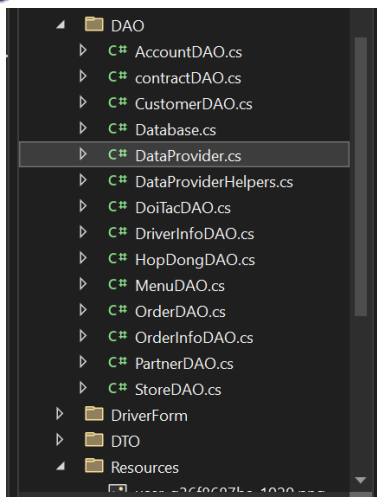 DAO
C# AccountDAO.cs
C# contractDAO.cs
C# CustomerDAO.cs
C# Database.cs
C# DataProvider.cs
C# DataProviderHelpers.cs
C# DoiTacDAO.cs
C# DriverInfoDAO.cs
C# HopDongDAO.cs
C# MenuDAO.cs
C# OrderDAO.cs
C# OrderInfoDAO.cs
C# PartnerDAO.cs
C# StoreDAO.cs
DriverForm
DTO
Resources